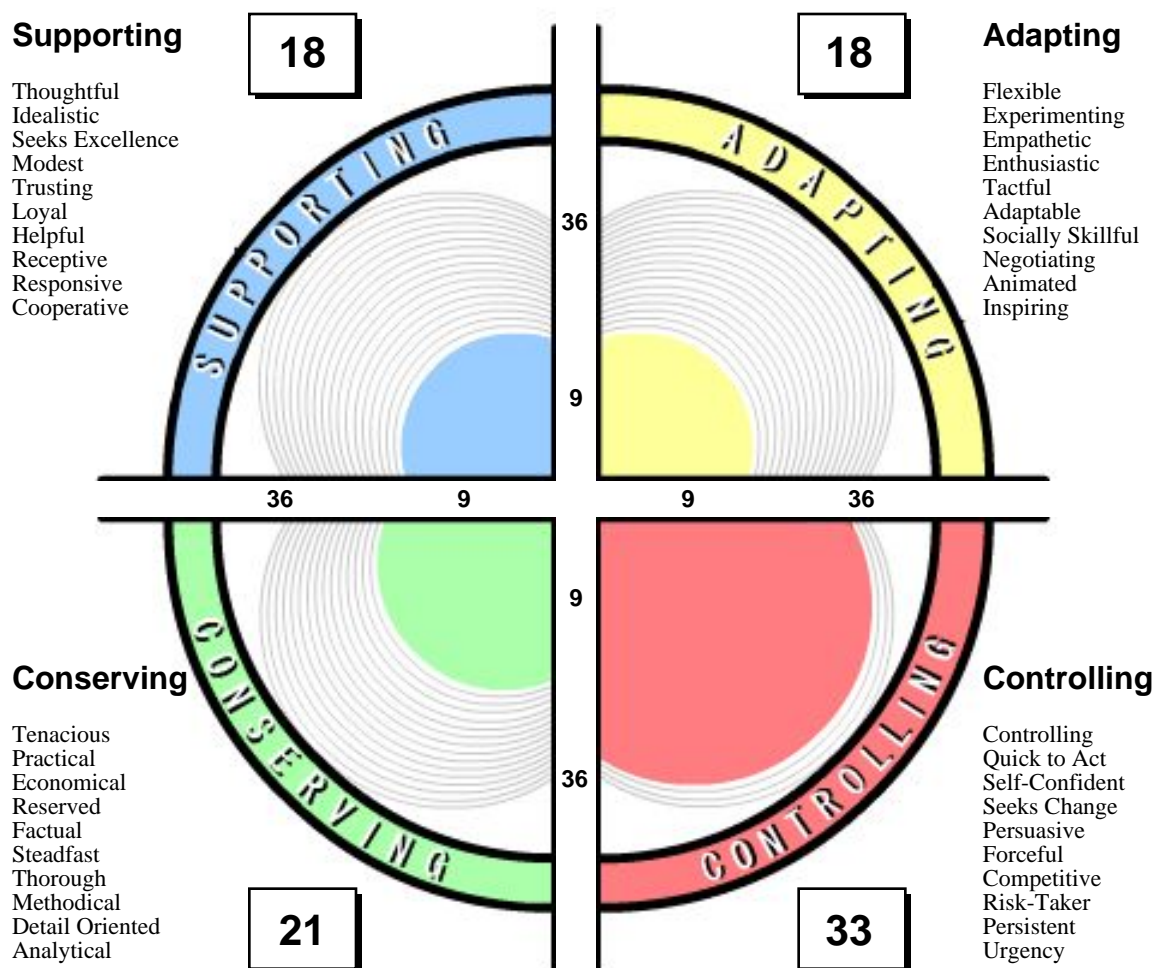 Supporting
18
Thoughtful
Idealistic
Seeks Excellence
Modest
Trusting
Loyal
Helpful
Receptive
Responsive
Cooperative
SUPPORTING
18
Adapting
Flexible
Experimenting
Empathetic
Enthusiastic
Tactful
Adaptable
Socially Skillful
Negotiating
Animated
Inspiring
ADAPTING
36
9
36
9
9
36
9
36
Conserving
Tenacious
Practical
Economical
Reserved
Factual
Steadfast
Thorough
Methodical
Detail Oriented
Analytical
CONSERVING
21
Controlling
Controlling
Quick to Act
Self-Confident
Seeks Change
Persuasive
Forceful
Competitive
Risk-Taker
Persistent
Urgency
CONTROLLING
33